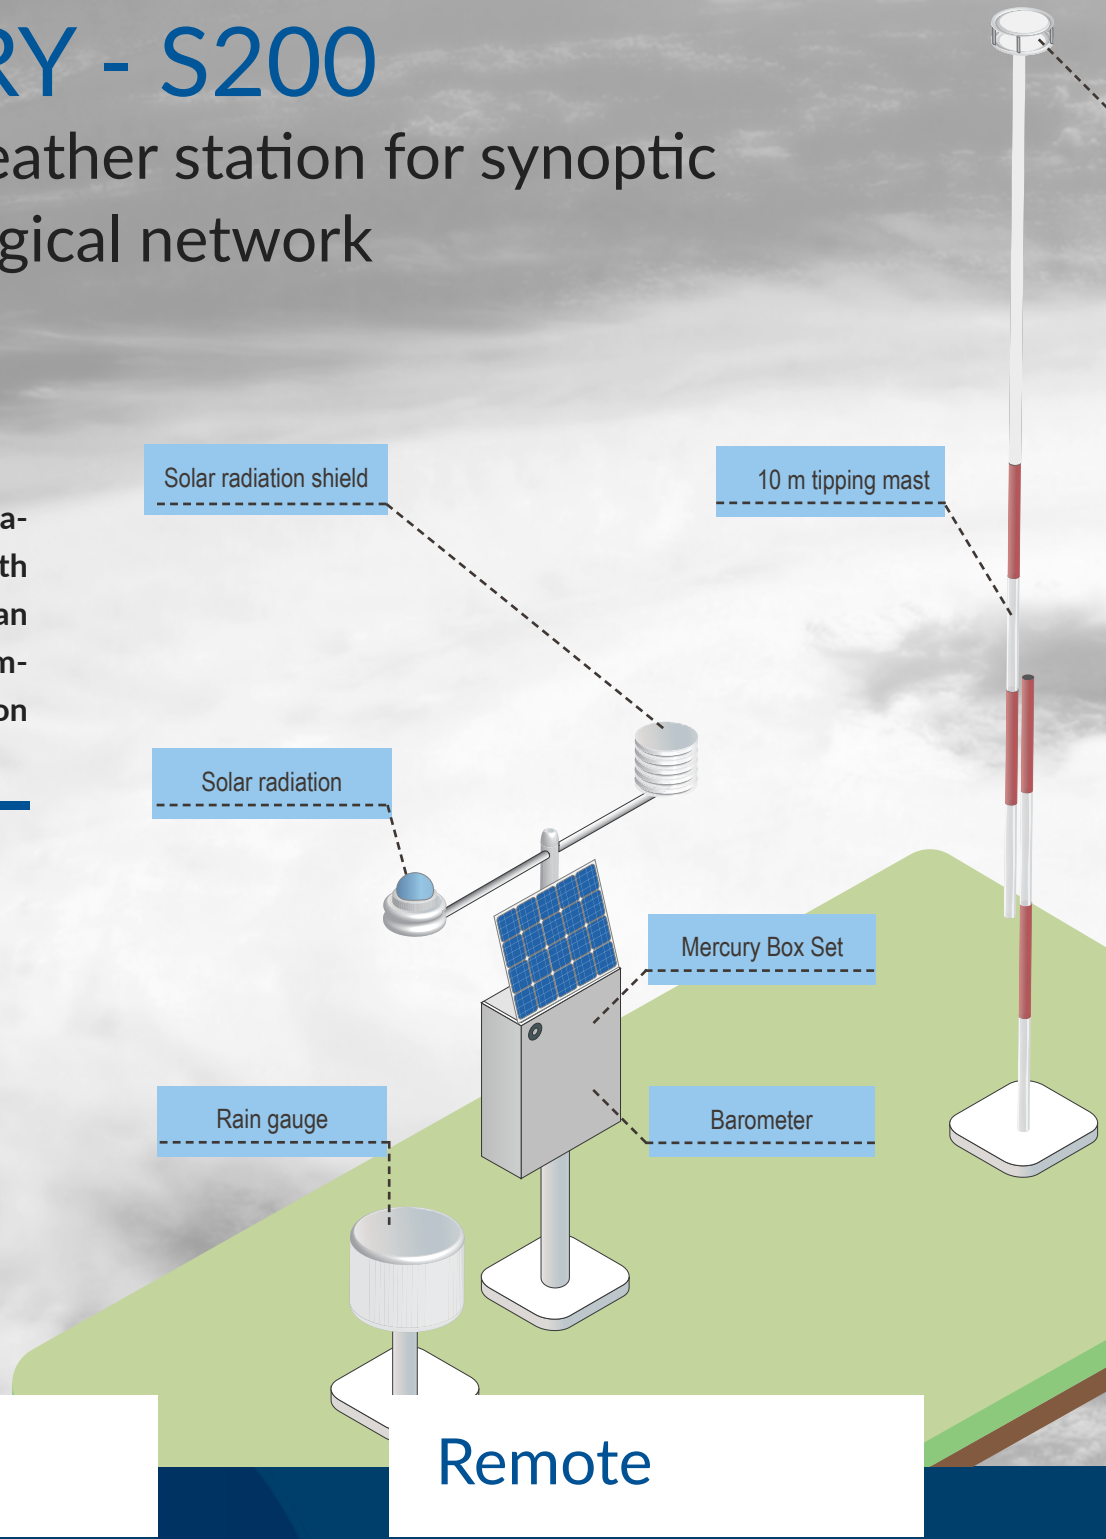 RY - S200
eather station for synoptic
gical network
Solar radiation shield
10 m tipping mast
a-
th
an
m-
on
Solar radiation
Mercury Box Set
Rain gauge
Barometer
Remote